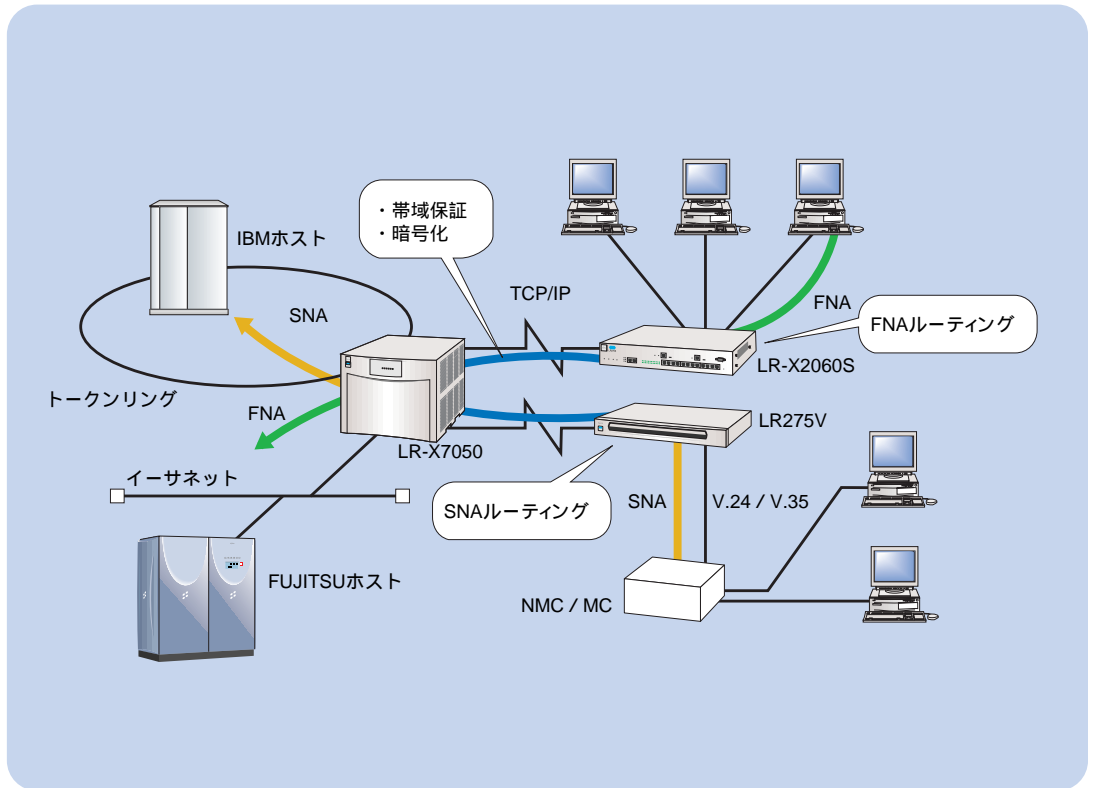 ・帯域保証
・暗号化
IBMホスト
TCP/IP
SNA
FNA
FNAルーティング
LR-X2060S
トークンリング
FNA
LR275V
LR-X7050
イーサネット
SNAルーティング
SNA
V.24 / V.35
FUJITSUホスト
NMC / MC